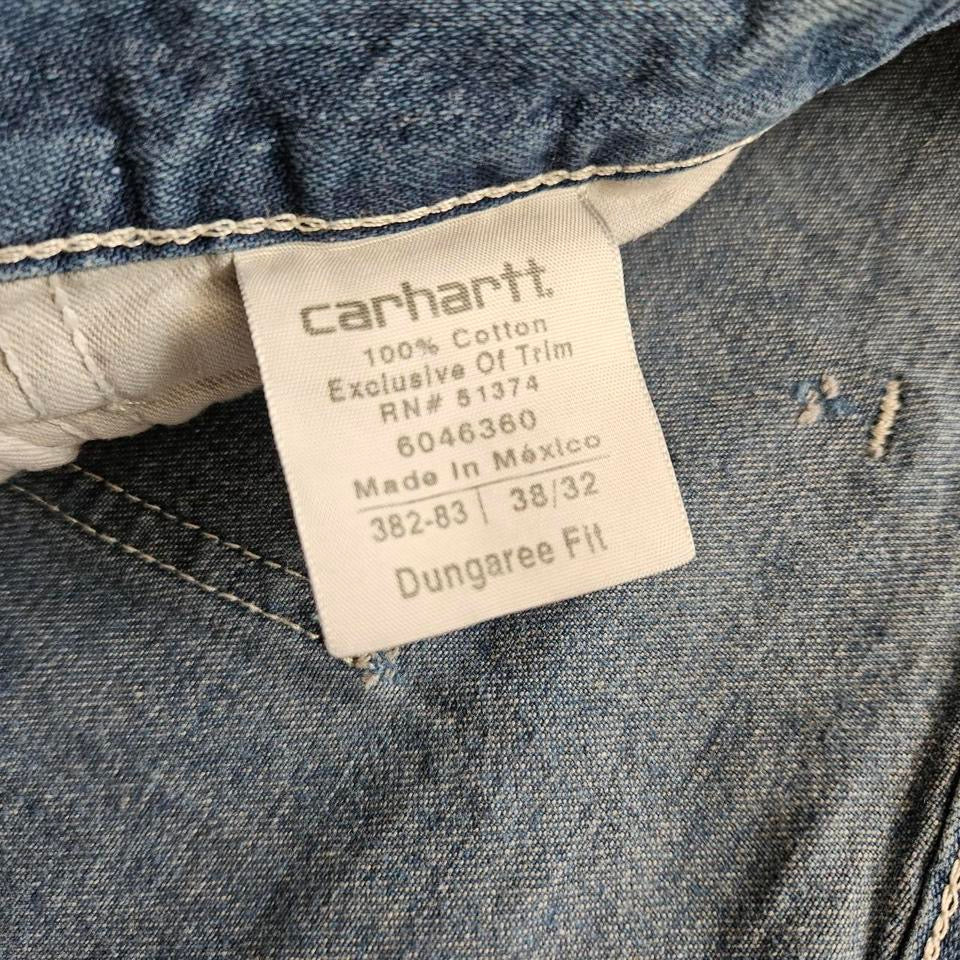 carhartt.
100% Cotton
Exclusive Of Trim
RN# 51374
6046360
Made In México
382-83 | 38/32
Dungaree Fit